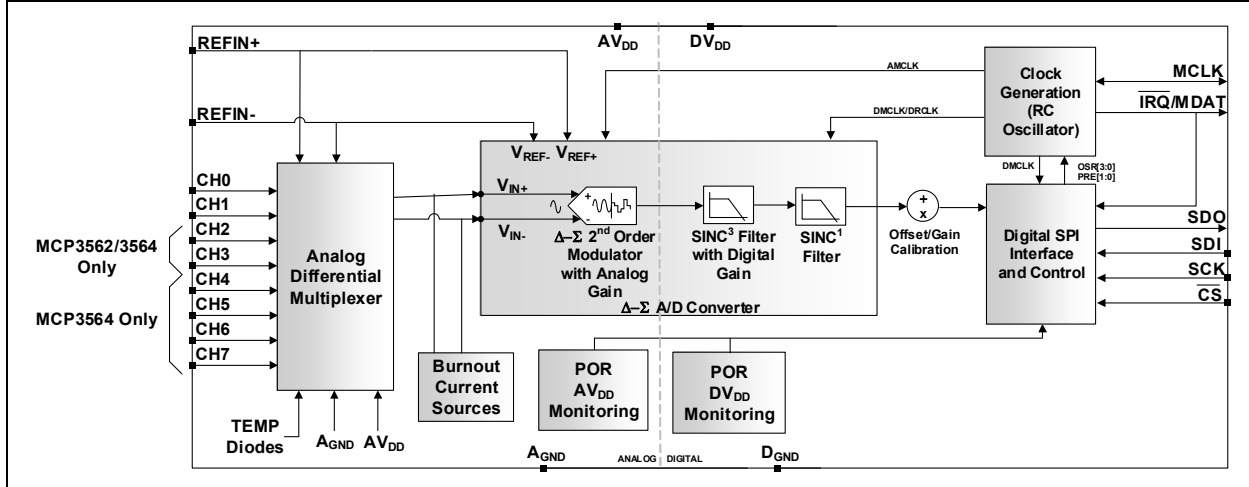 AVDD
DVDD
REFIN+
REFIN-
AMCLK
DMCLK/DRCLK
Clock
Generation
(RC
Oscillator)
MCLK
IRQ/MDAT
DMCLK
OSR[3:0]
PRE[1:0]
VREF-
VREF+
CH0
CH1
CH2
CH3
CH4
CH5
CH6
CH7
MCP3562/3564
Only
MCP3564 Only
Analog
Differential
Multiplexer
VIN+
VIN-
+
-
Δ–Σ 2nd Order
Modulator
with Analog
Gain
SINC3 Filter
with Digital
Gain
SINC1
Filter
Δ–Σ A/D Converter
+
x
Offset/Gain
Calibration
Digital SPI
Interface
and Control
SDO
SDI
SCK
CS
Burnout
Current
Sources
POR
AVDD
Monitoring
POR
DVDD
Monitoring
TEMP
Diodes
AGND
AVDD
AGND
ANALOG
DIGITAL
DGND